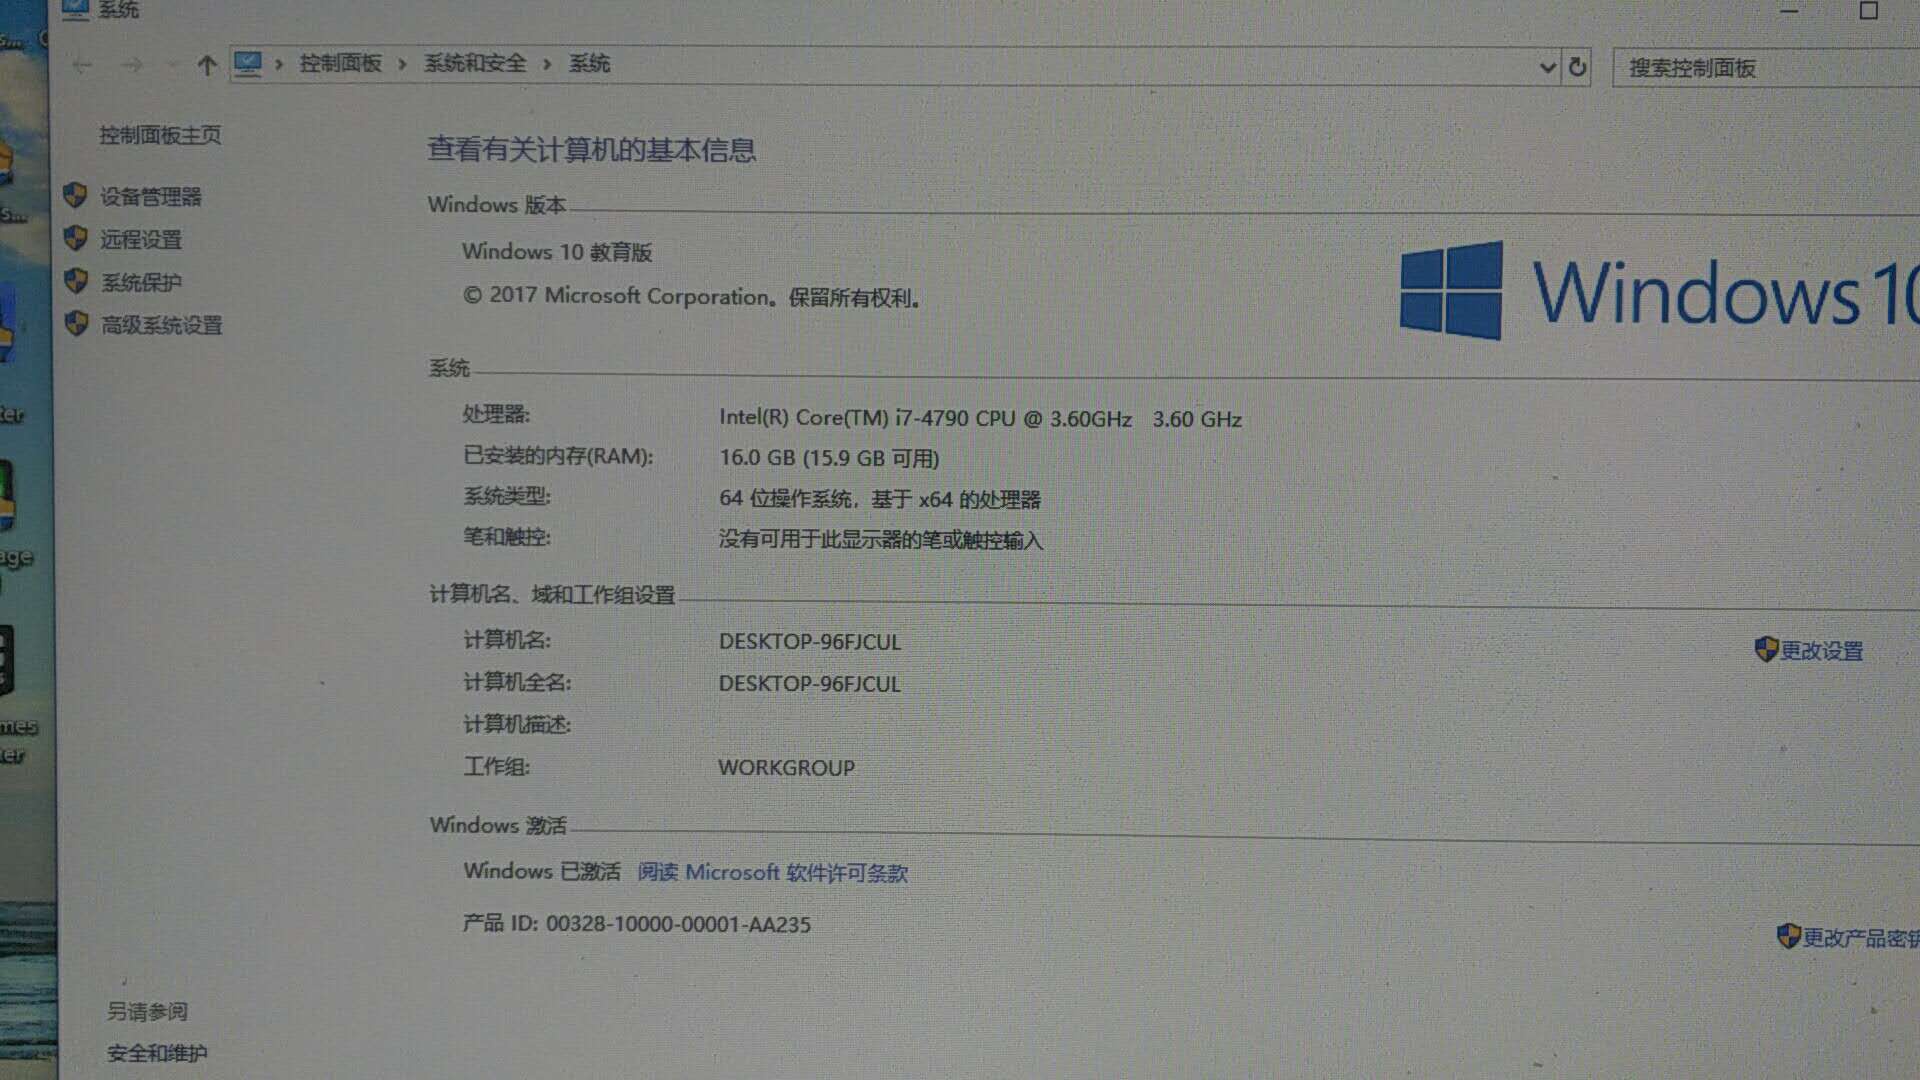 系统
控制面板 › 系统和安全 › 系统
搜索控制面板
控制面板主页
设备管理器
远程设置
系统保护
高级系统设置
查看有关计算机的基本信息
Windows 版本
Windows 10 教育版
© 2017 Microsoft Corporation。保留所有权利。
Windows 10
系统
处理器: Intel(R) Core(TM) i7-4790 CPU @ 3.60GHz 3.60 GHz
已安装的内存(RAM): 16.0 GB (15.9 GB 可用)
系统类型: 64 位操作系统，基于 x64 的处理器
笔和触控: 没有可用于此显示器的笔或触控输入
计算机名、域和工作组设置
计算机名: DESKTOP-96FJCUL
更改设置
计算机全名: DESKTOP-96FJCUL
计算机描述:
工作组: WORKGROUP
Windows 激活
Windows 已激活 阅读 Microsoft 软件许可条款
产品 ID: 00328-10000-00001-AA235
更改产品密钥
另请参阅
安全和维护